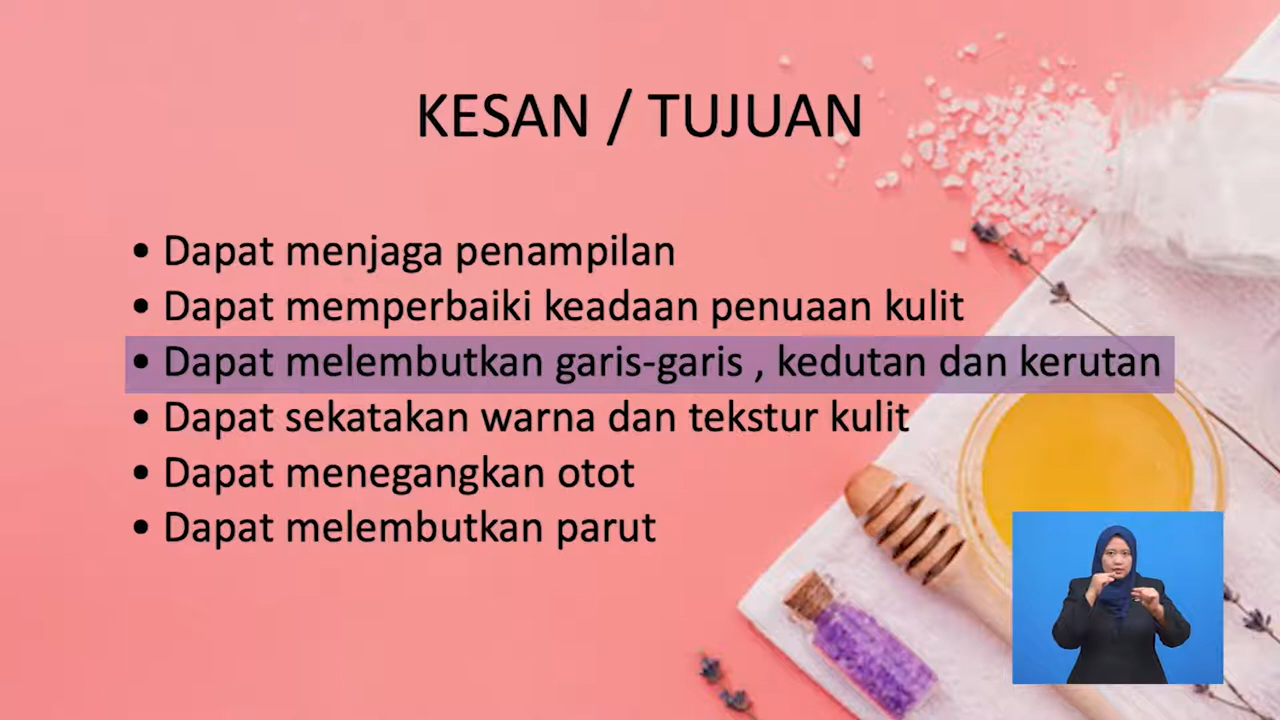 KESAN / TUJUAN
• Dapat menjaga penampilan
• Dapat memperbaiki keadaan penuaan kulit
• Dapat melembutkan garis-garis , kedutan dan kerutan
• Dapat sekatakan warna dan tekstur kulit
• Dapat menegangkan otot
• Dapat melembutkan parut